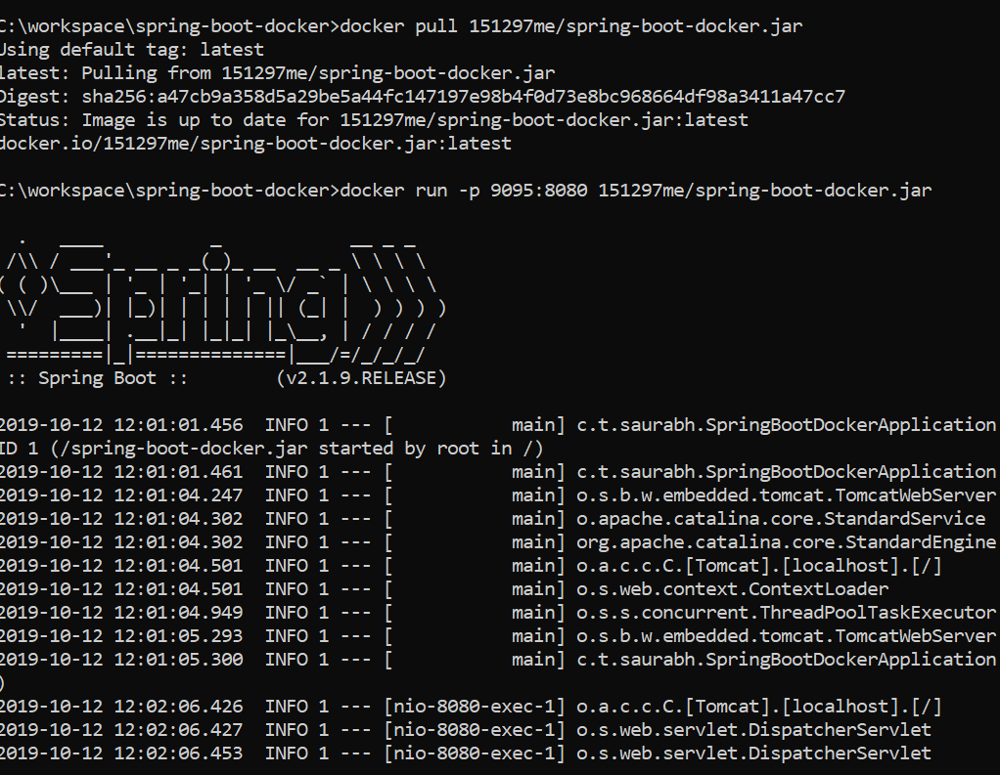 C:\workspace\spring-boot-docker>docker pull 151297me/spring-boot-docker.jar
Using default tag: latest
latest: Pulling from 151297me/spring-boot-docker.jar
Digest: sha256:a47cb9a358d5a29be5a44fc147197e98b4f0d73e8bc968664df98a3411a47cc7
Status: Image is up to date for 151297me/spring-boot-docker.jar:latest
docker.io/151297me/spring-boot-docker.jar:latest
C:\workspace\spring-boot-docker>docker run -p 9095:8080 151297me/spring-boot-docker.jar
  .   ____          _            __ _ _
 /\\ / ___'_ __ _ _(_)_ __  __ _ \ \ \ \
( ( )\___ | '_ | '_| | '_ \/ _` | \ \ \ \
 \\/  ___)| |_)| | | | | || (_| |  ) ) ) )
  '  |____| .__|_| |_|_| |_\__, | / / / /
 =========|_|==============|___/=/_/_/_/
 :: Spring Boot ::        (v2.1.9.RELEASE)
2019-10-12 12:01:01.456  INFO 1 --- [           main] c.t.saurabh.SpringBootDockerApplication
ID 1 (/spring-boot-docker.jar started by root in /)
2019-10-12 12:01:01.461  INFO 1 --- [           main] c.t.saurabh.SpringBootDockerApplication
2019-10-12 12:01:04.247  INFO 1 --- [           main] o.s.b.w.embedded.tomcat.TomcatWebServer
2019-10-12 12:01:04.302  INFO 1 --- [           main] o.apache.catalina.core.StandardService
2019-10-12 12:01:04.302  INFO 1 --- [           main] org.apache.catalina.core.StandardEngine
2019-10-12 12:01:04.501  INFO 1 --- [           main] o.a.c.c.C.[Tomcat].[localhost].[/]
2019-10-12 12:01:04.501  INFO 1 --- [           main] o.s.web.context.ContextLoader
2019-10-12 12:01:04.949  INFO 1 --- [           main] o.s.s.concurrent.ThreadPoolTaskExecutor
2019-10-12 12:01:05.293  INFO 1 --- [           main] o.s.b.w.embedded.tomcat.TomcatWebServer
2019-10-12 12:01:05.300  INFO 1 --- [           main] c.t.saurabh.SpringBootDockerApplication
)
2019-10-12 12:02:06.426  INFO 1 --- [nio-8080-exec-1] o.a.c.c.C.[Tomcat].[localhost].[/]
2019-10-12 12:02:06.427  INFO 1 --- [nio-8080-exec-1] o.s.web.servlet.DispatcherServlet
2019-10-12 12:02:06.453  INFO 1 --- [nio-8080-exec-1] o.s.web.servlet.DispatcherServlet